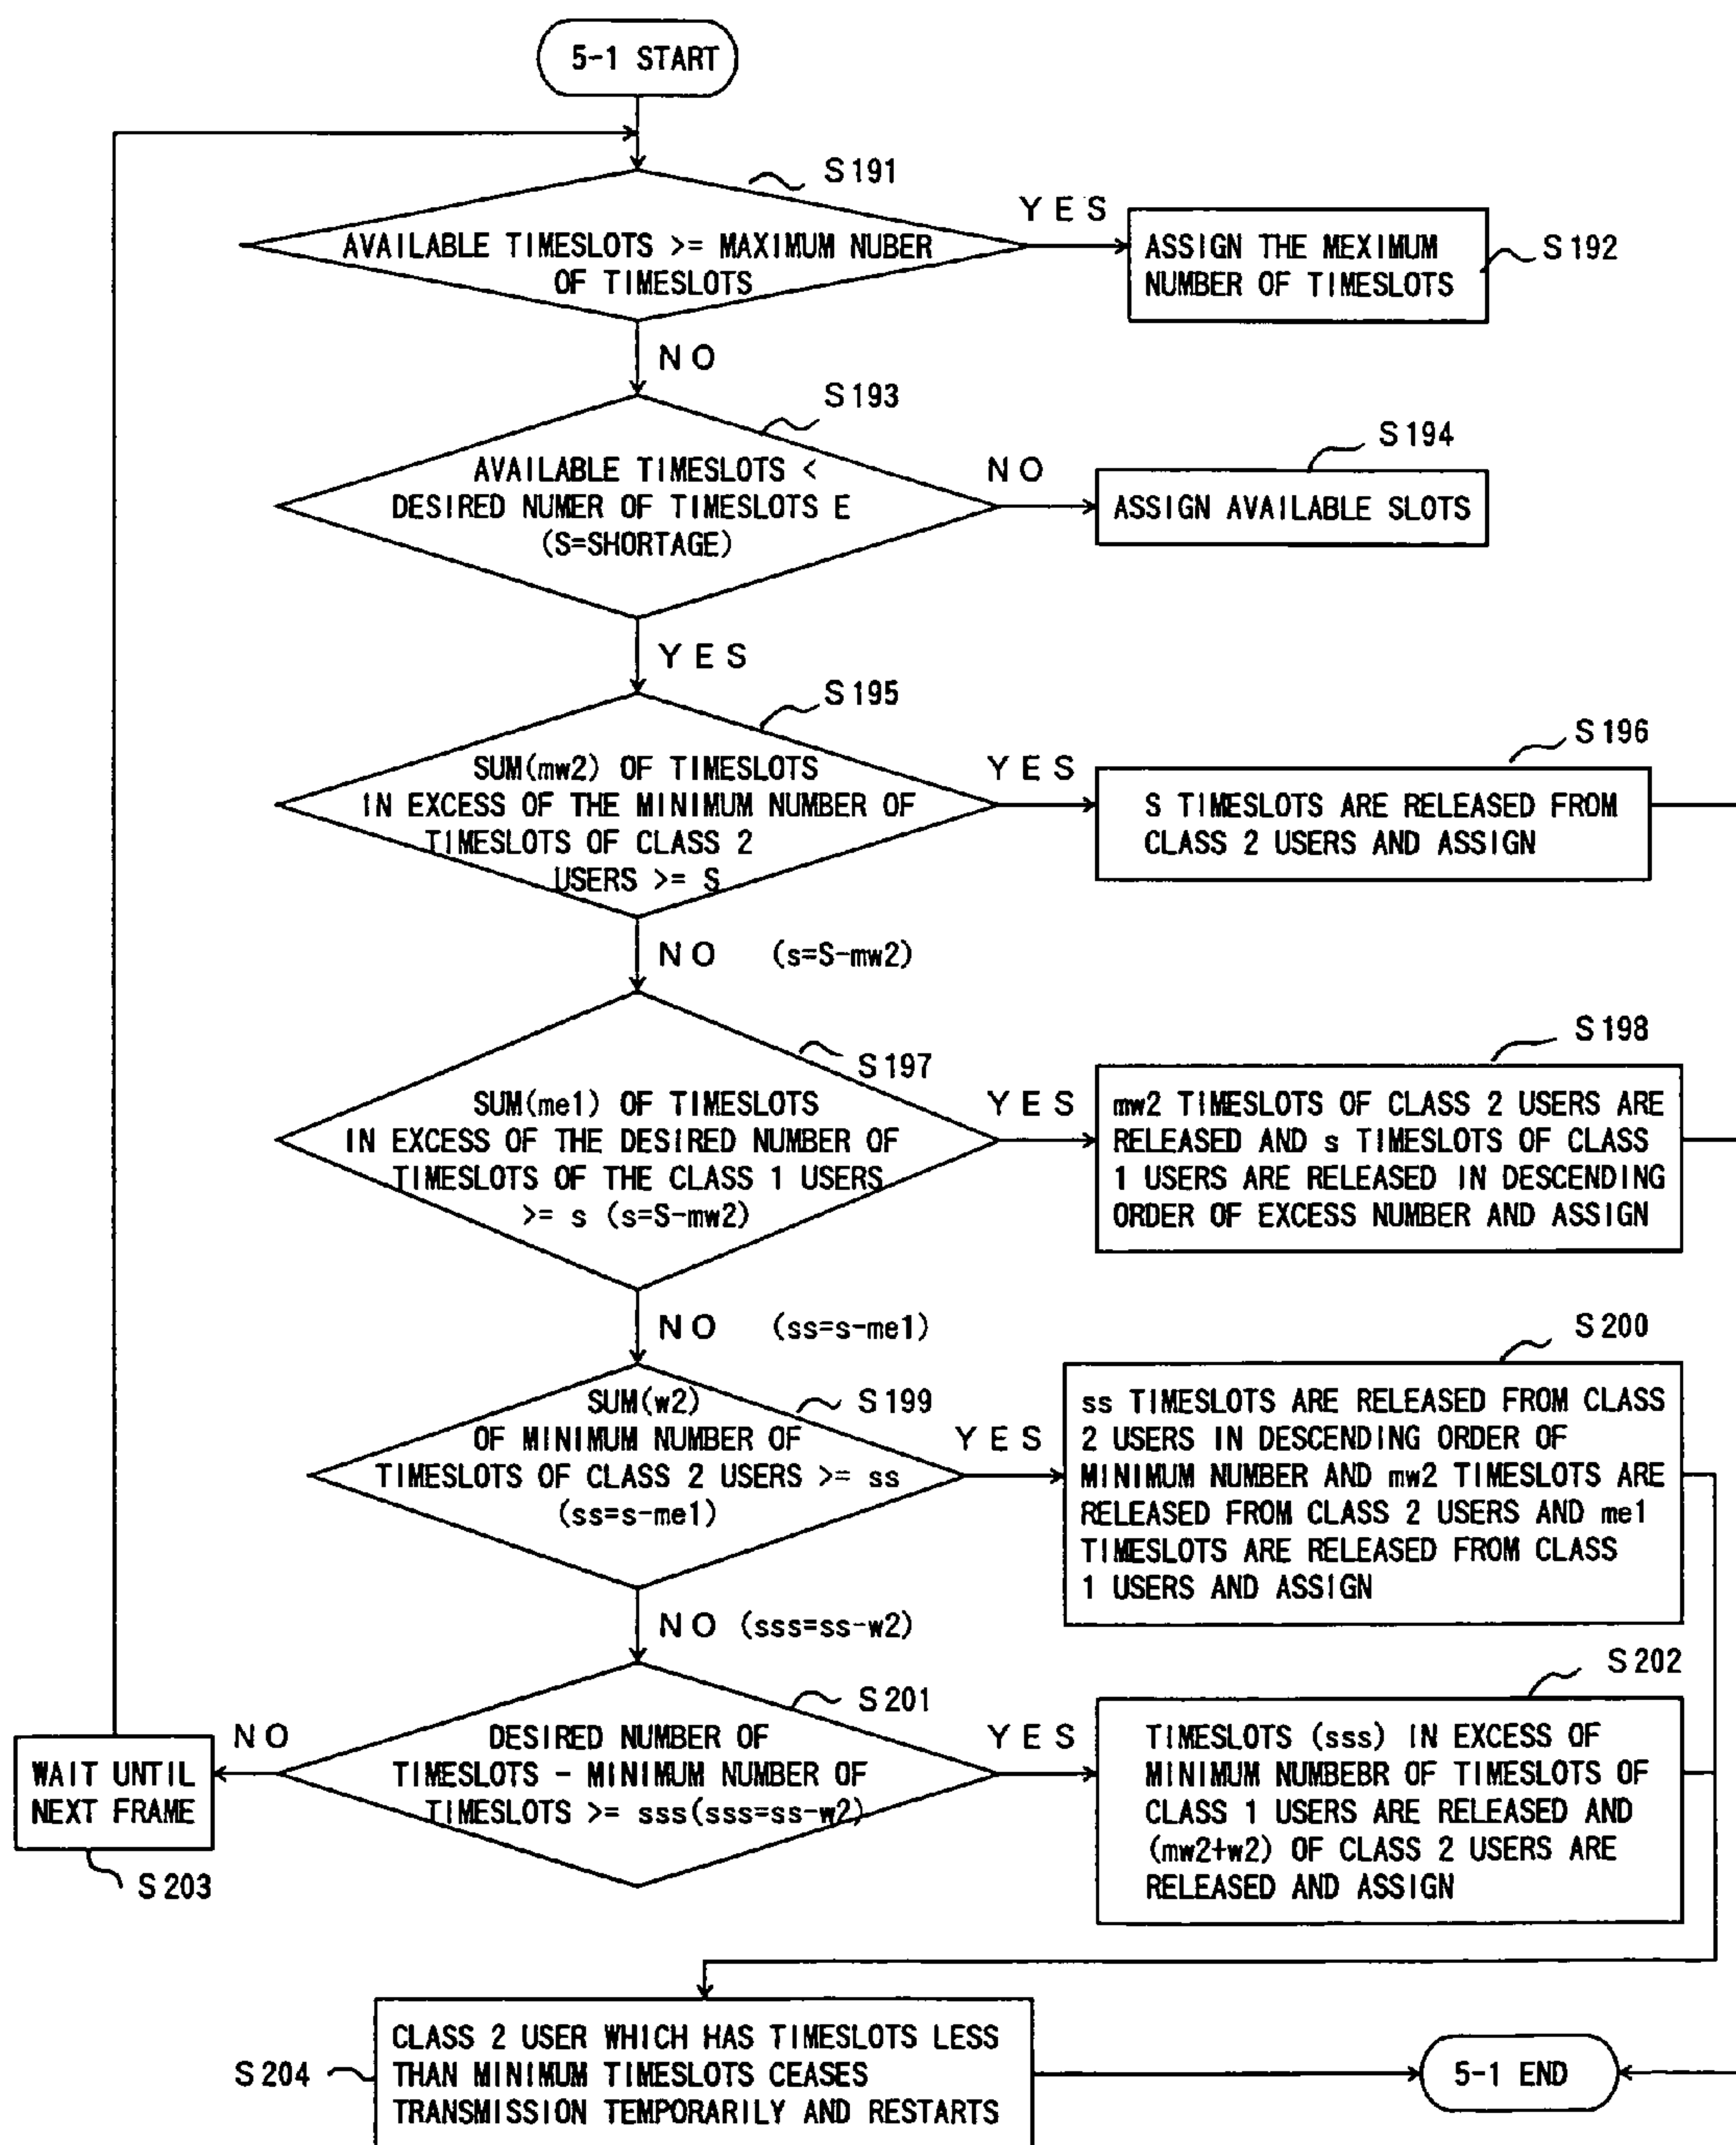 5-1 START
S191
AVAILABLE TIMESLOTS >= MAXIMUM NUBER
OF TIMESLOTS
YES
ASSIGN THE MEXIMUM
NUMBER OF TIMESLOTS
S192
NO
S193
AVAILABLE TIMESLOTS <
DESIRED NUMER OF TIMESLOTS E
(S=SHORTAGE)
NO
S194
ASSIGN AVAILABLE SLOTS
YES
S195
SUM(mw2) OF TIMESLOTS
IN EXCESS OF THE MINIMUM NUMBER OF
TIMESLOTS OF CLASS 2
USERS >= S
YES
S196
S TIMESLOTS ARE RELEASED FROM
CLASS 2 USERS AND ASSIGN
NO (s=S-mw2)
S197
SUM(me1) OF TIMESLOTS
IN EXCESS OF THE DESIRED NUMBER OF
TIMESLOTS OF THE CLASS 1 USERS
>= s (s=S-mw2)
YES
S198
mw2 TIMESLOTS OF CLASS 2 USERS ARE
RELEASED AND s TIMESLOTS OF CLASS
1 USERS ARE RELEASED IN DESCENDING
ORDER OF EXCESS NUMBER AND ASSIGN
NO (ss=s-me1)
S199
SUM(w2)
OF MINIMUM NUMBER OF
TIMESLOTS OF CLASS 2 USERS >= ss
(ss=s-me1)
YES
S200
ss TIMESLOTS ARE RELEASED FROM CLASS
2 USERS IN DESCENDING ORDER OF
MINIMUM NUMBER AND mw2 TIMESLOTS ARE
RELEASED FROM CLASS 2 USERS AND me1
TIMESLOTS ARE RELEASED FROM CLASS
1 USERS AND ASSIGN
NO (sss=ss-w2)
S201
DESIRED NUMBER OF
TIMESLOTS - MINIMUM NUMBER OF
TIMESLOTS >= sss(sss=ss-w2)
YES
S202
TIMESLOTS (sss) IN EXCESS OF
MINIMUM NUMBEBR OF TIMESLOTS OF
CLASS 1 USERS ARE RELEASED AND
(mw2+w2) OF CLASS 2 USERS ARE
RELEASED AND ASSIGN
NO
WAIT UNTIL
NEXT FRAME
S203
S204
CLASS 2 USER WHICH HAS TIMESLOTS LESS
THAN MINIMUM TIMESLOTS CEASES
TRANSMISSION TEMPORARILY AND RESTARTS
5-1 END